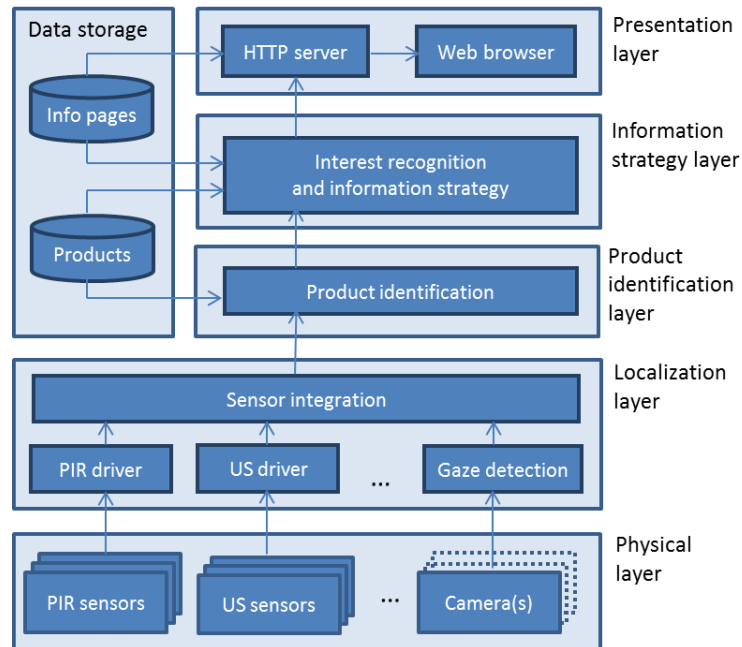 Data storage
Info pages
Products
HTTP server
Web browser
Presentation
layer
Interest recognition
and information strategy
Information
strategy layer
Product identification
Product
identification layer
Sensor integration
Localization
layer
PIR driver
US driver
...
Gaze detection
Physical
layer
PIR sensors
US sensors
...
Camera(s)